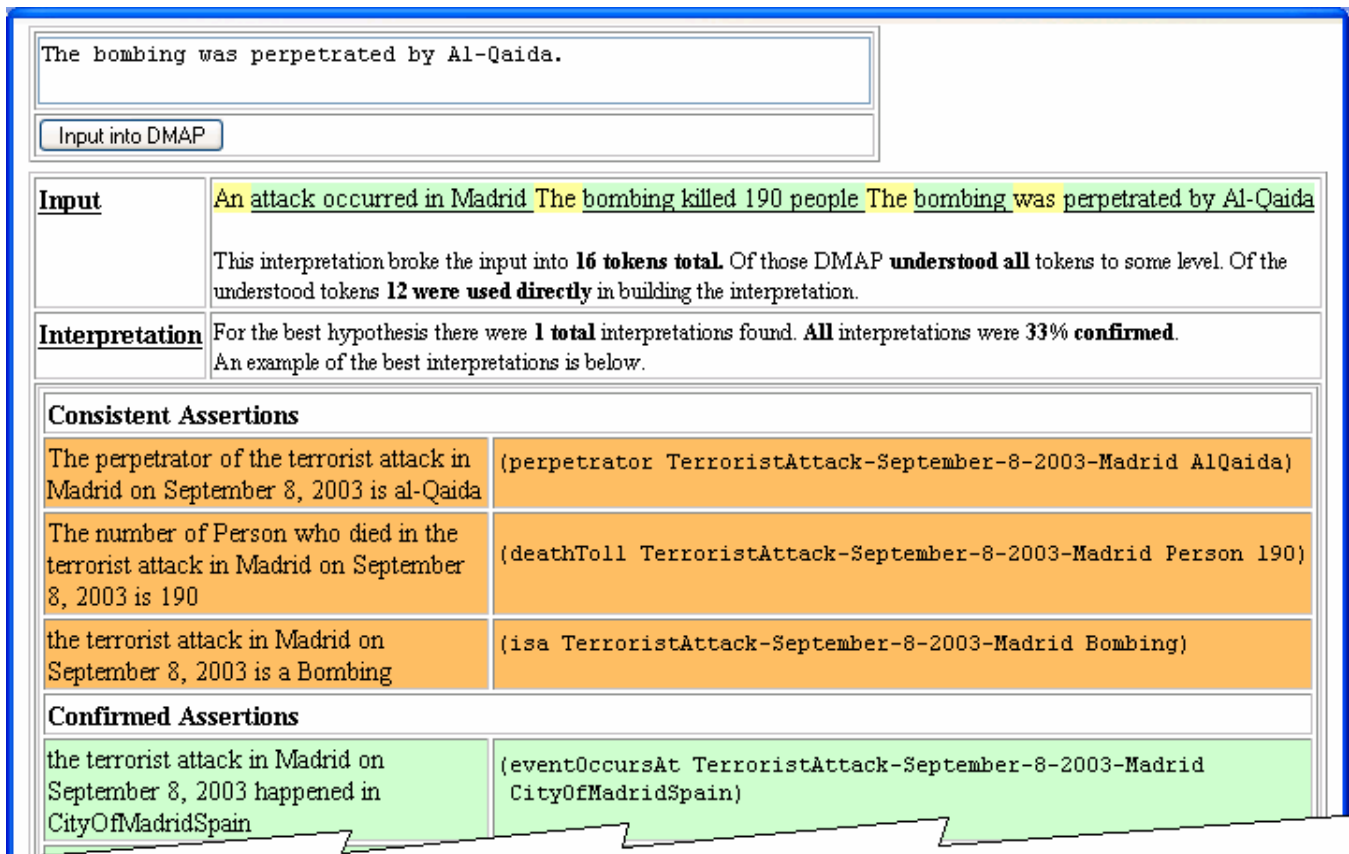 The bombing was perpetrated by Al-Qaida.
Input into DMAP
Input
An attack occurred in Madrid The bombing killed 190 people The bombing was perpetrated by Al-Qaida
This interpretation broke the input into 16 tokens total. Of those DMAP understood all tokens to some level. Of the
understood tokens 12 were used directly in building the interpretation.
Interpretation
For the best hypothesis there were 1 total interpretations found. All interpretations were 33% confirmed.
An example of the best interpretations is below.
Consistent Assertions
The perpetrator of the terrorist attack in
Madrid on September 8, 2003 is al-Qaida
(perpetrator TerroristAttack-September-8-2003-Madrid AlQaida)
The number of Person who died in the
terrorist attack in Madrid on September
8, 2003 is 190
(deathToll TerroristAttack-September-8-2003-Madrid Person 190)
the terrorist attack in Madrid on
September 8, 2003 is a Bombing
(isa TerroristAttack-September-8-2003-Madrid Bombing)
Confirmed Assertions
the terrorist attack in Madrid on
September 8, 2003 happened in
CityOfMadridSpain
(eventOccursAt TerroristAttack-September-8-2003-Madrid
CityOfMadridSpain)